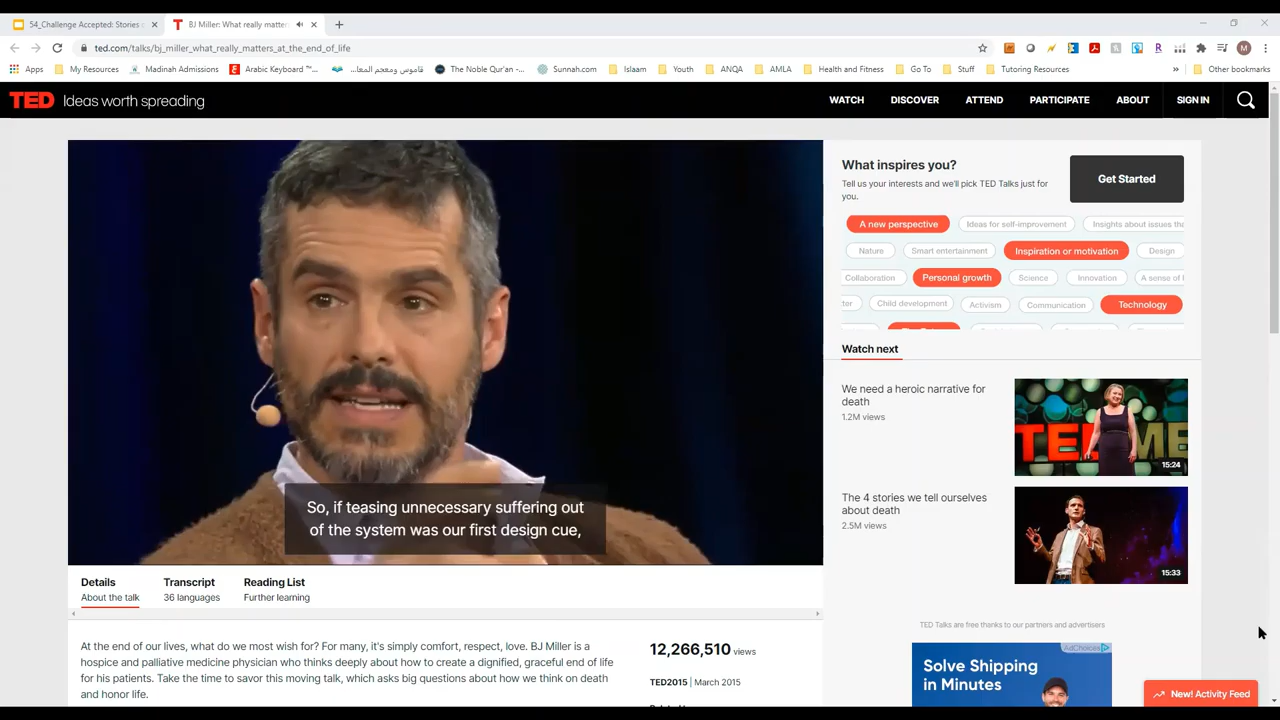 54_Challenge Accepted: Stories o
BJ Miller: What really matters
ted.com/talks/bj_miller_what_really_matters_at_the_end_of_life
M
Apps
My Resources
Madinah Admissions
Arabic Keyboard ™...
قاموس ومعجم المعا...
The Noble Qur'an -...
Sunnah.com
Islaam
Youth
ANQA
AMLA
Health and Fitness
Go To
Stuff
Tutoring Resources
»
Other bookmarks
TED Ideas worth spreading
WATCH
DISCOVER
ATTEND
PARTICIPATE
ABOUT
SIGN IN
What inspires you?
Tell us your interests and we'll pick TED Talks just for
you.
Get Started
A new perspective
Ideas for self-improvement
Insights about issues tha
Nature
Smart entertainment
Inspiration or motivation
Design
Collaboration
Personal growth
Science
Innovation
A sense of
Child development
Activism
Communication
Technology
Watch next
We need a heroic narrative for
death
1.2M views
15:24
The 4 stories we tell ourselves
about death
2.5M views
15:33
So, if teasing unnecessary suffering out
of the system was our first design cue,
Details
About the talk
Transcript
36 languages
Reading List
Further learning
At the end of our lives, what do we most wish for? For many, it's simply comfort, respect, love. BJ Miller is a
hospice and palliative medicine physician who thinks deeply about how to create a dignified, graceful end of life
for his patients. Take the time to savor this moving talk, which asks big questions about how we think on death
and honor life.
12,266,510 views
TED2015 | March 2015
TED Talks are free thanks to our partners and advertisers
AdChoices
Solve Shipping
in Minutes
New! Activity Feed